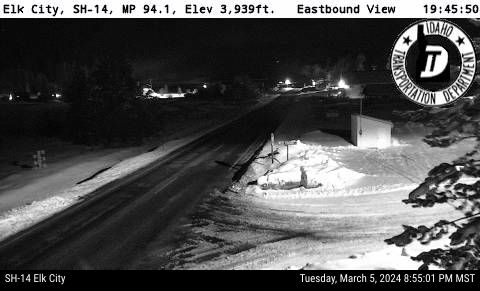 Elk City, SH-14, MP 94.1, Elev 3,939ft. Eastbound View 19:45:50
IDAHO
TRANSPORTATION DEPARTMENT
SH-14 Elk City Tuesday, March 5, 2024 8:55:01 PM MST